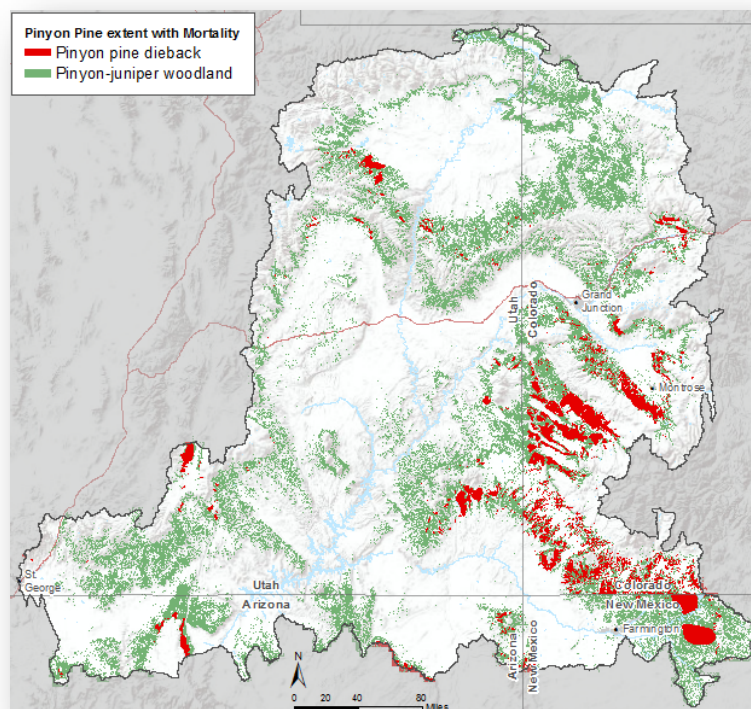 Pinyon Pine extent with Mortality
Pinyon pine dieback
Pinyon-juniper woodland
Utah
Colorado
Grand
Junction
Montrose
St.
George
Utah
Arizona
Colorado
New Mexico
Farmington
Arizona
New Mexico
N
0 20 40 80
Miles